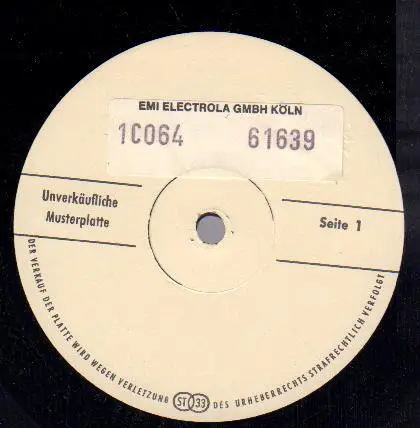 EMI ELECTROLA GMBH KÖLN
1C064 61639
Unverkäufliche
Musterplatte
Seite 1
DER VERKAUF DER PLATTE WIRD WEGEN VERLETZUNG ST 33 DES URHEBERRECHTS STRAFRECHTLICH VERFOLGT